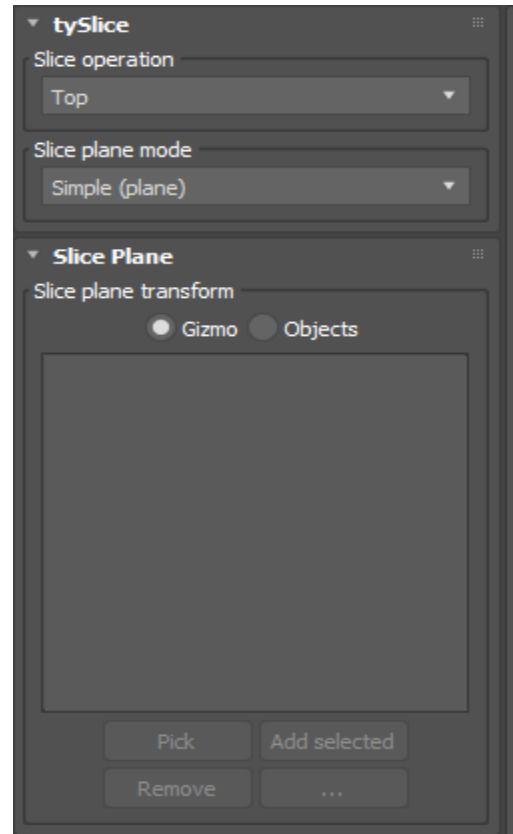 tySlice
Slice operation
Top
Slice plane mode
Simple (plane)
Slice Plane
Slice plane transform
Gizmo Objects
Pick Add selected
Remove ...